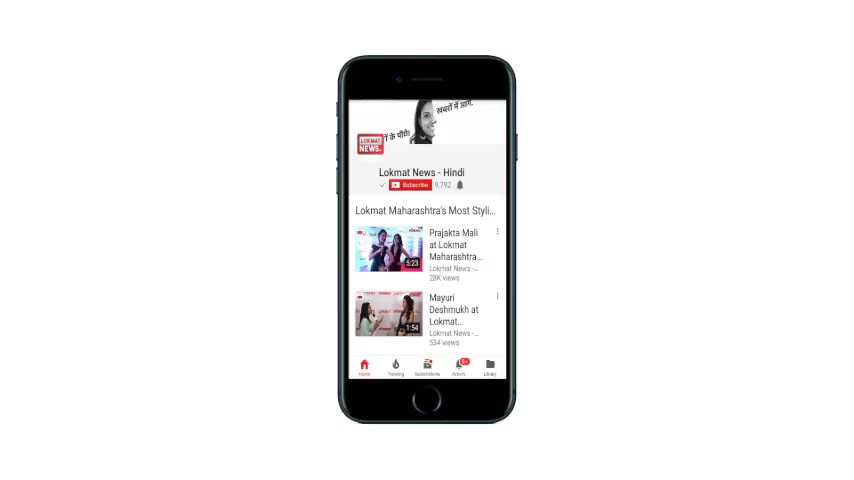 खबरों में आगे,
के पीछे!
LOKMAT
NEWS
Lokmat News - Hindi
Subscribe 9,792
Lokmat Maharashtra's Most Styli...
Prajakta Mali
at Lokmat
Maharashtra...
Lokmat News -...
28K views
5:23
Mayuri
Deshmukh at
Lokmat...
Lokmat News -...
534 views
1:54
Home Trending Subscriptions Activity Library
9+